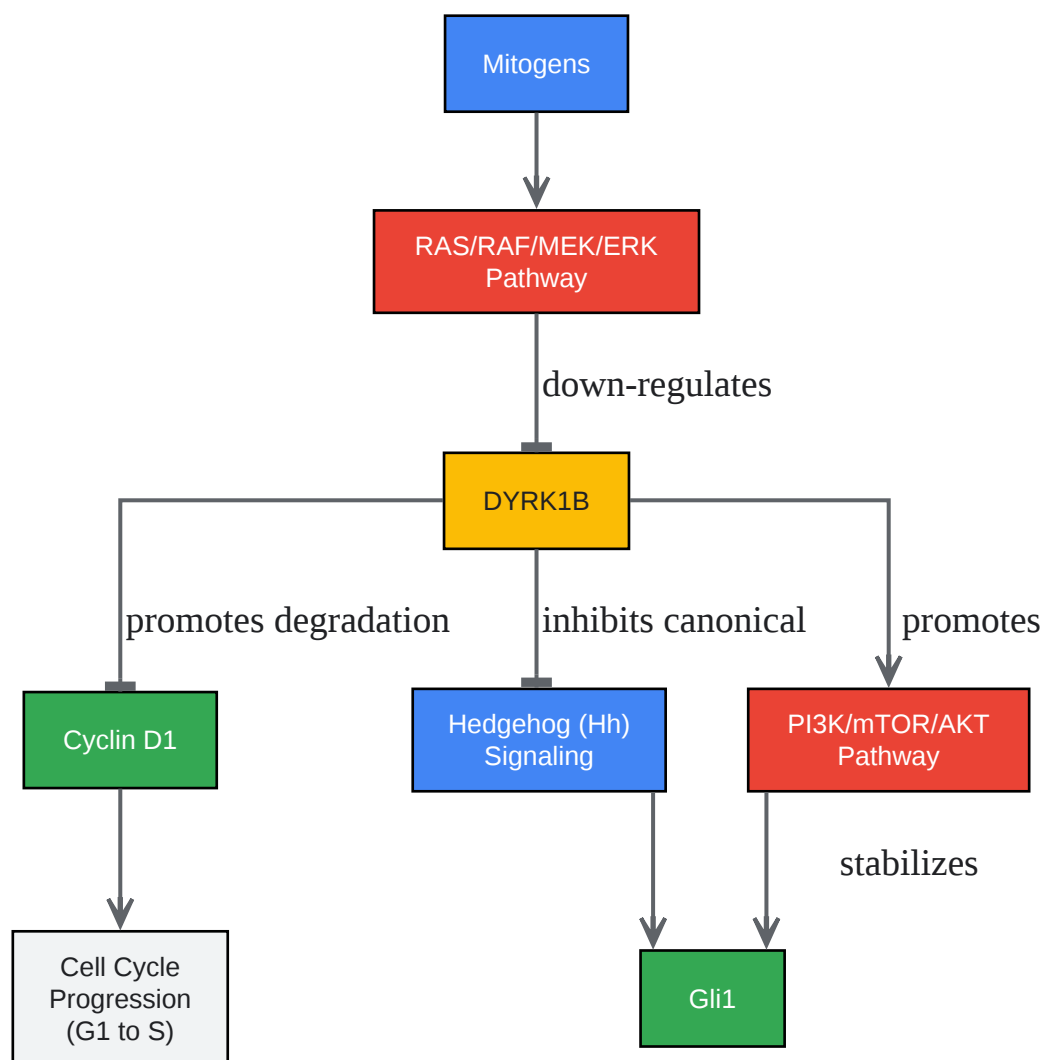 Mitogens
RAS/RAF/MEK/ERK
Pathway
down-regulates
DYRK1B
promotes degradation
inhibits canonical
promotes
Cyclin D1
Hedgehog (Hh)
Signaling
PI3K/mTOR/AKT
Pathway
stabilizes
Cell Cycle
Progression
(G1 to S)
Gli1